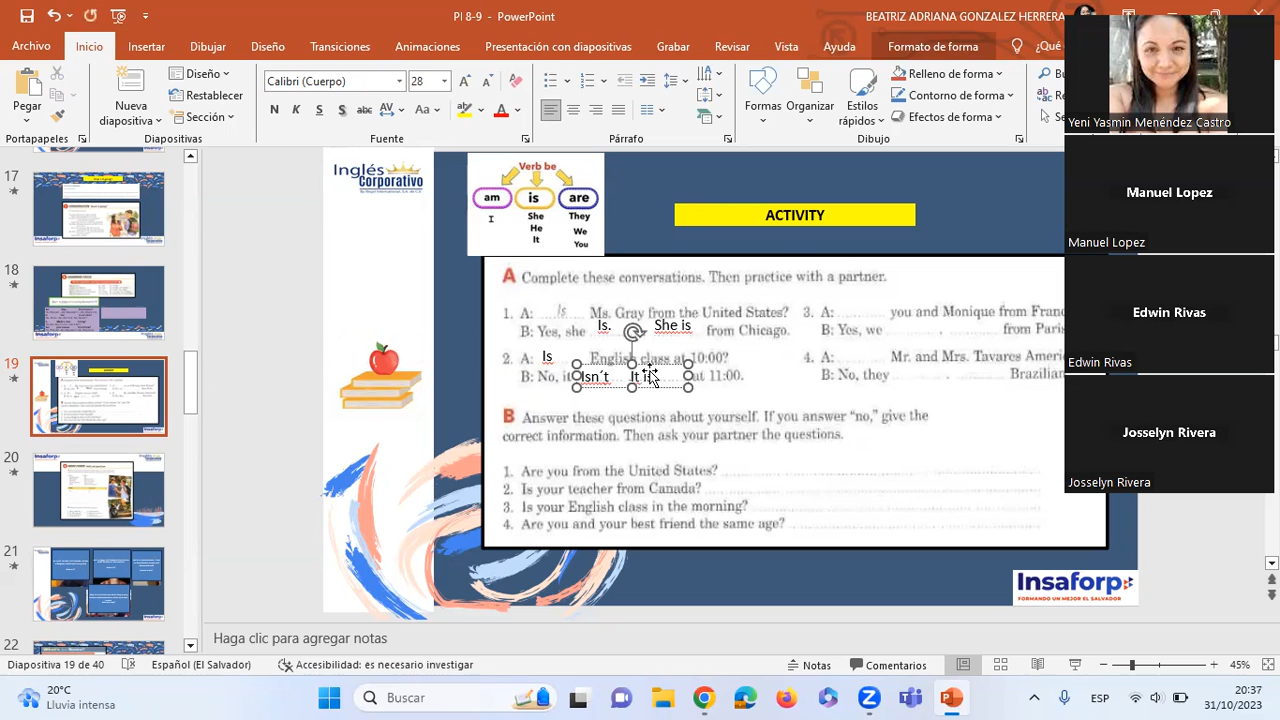 PI 8-9 - PowerPoint
BEATRIZ ADRIANA GONZALEZ HERRERA
Archivo Inicio Insertar Dibujar Diseño Transiciones Animaciones Presentación con diapositivas Grabar Revisar Vista Ayuda Formato de forma ¿Qué
Pegar
Portapapeles
Nueva diapositiva
Diseño
Restablecer
Sección
Diapositivas
Calibri (Cuerpo) 28
N K S S abc AV Aa A
Fuente
Párrafo
Formas
Organizar
Estilos rápidos
Relleno de forma
Contorno de forma
Efectos de forma
Dibujo
Bu
Re
Se
17
18
19
20
21
22
Inglés
Corporativo
Verb be
am is are
I
She
He
It
They
We
You
ACTIVITY
A Complete these conversations. Then practice with a partner.
1. A: Is Ms. Gray from the United States?
B: Yes, she is. She is from Chicago.
2. A: Is English class at 10:00?
B: No, it Isn´t It at 11:00.
3. A: you and Monique from Fran
B: Yes, we . from Paris
4. A: Mr. and Mrs. Tavares Ameri
B: No, they . Brazilian
B Answer these questions about yourself. If you answer “no,” give the
correct information. Then ask your partner the questions.
Are you from the United States?
2. Is your teacher from Canada?
3. Is your English class in the morning?
4. Are you and your best friend the same age?
Insaforp
FORMANDO UN MEJOR EL SALVADOR
Yeni Yasmin Menéndez Castro
Manuel Lopez
Manuel Lopez
Edwin Rivas
Edwin Rivas
Josselyn Rivera
Josselyn Rivera
Haga clic para agregar notas
Diapositiva 19 de 40 Español (El Salvador) Accesibilidad: es necesario investigar Notas Comentarios 45%
20°C
Lluvia intensa
Buscar
ESP
20:37
31/10/2023